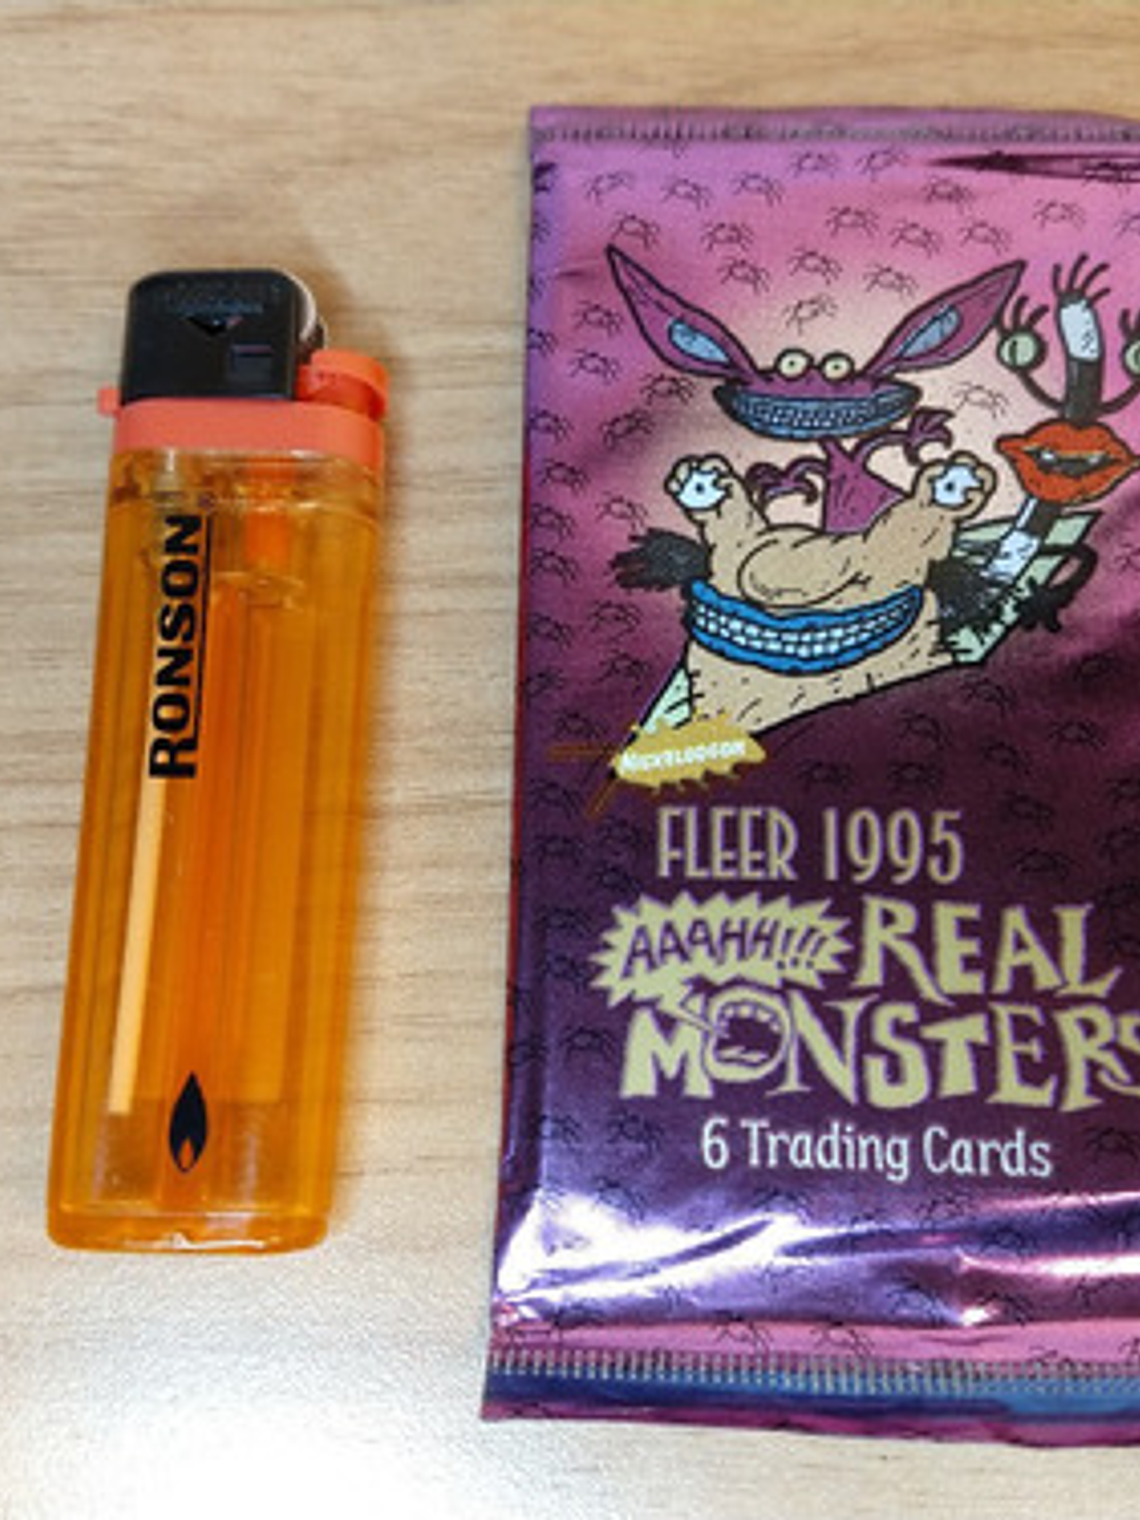 RONSON
NICKELODEON
FLEER 1995
AAAHH!!! REAL
MONSTERS
6 Trading Cards